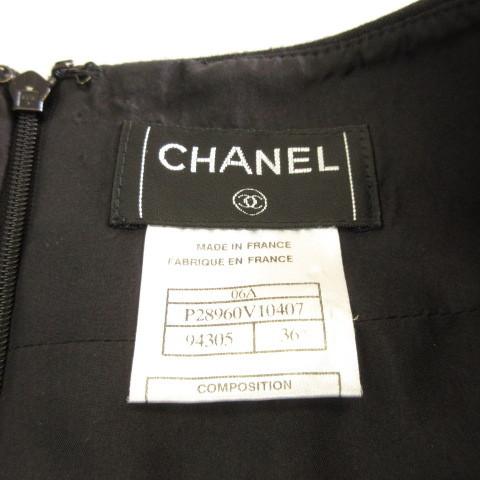 CHANEL
MADE IN FRANCE
FABRIQUE EN FRANCE
06A
P28960V10407
94305 36
COMPOSITION